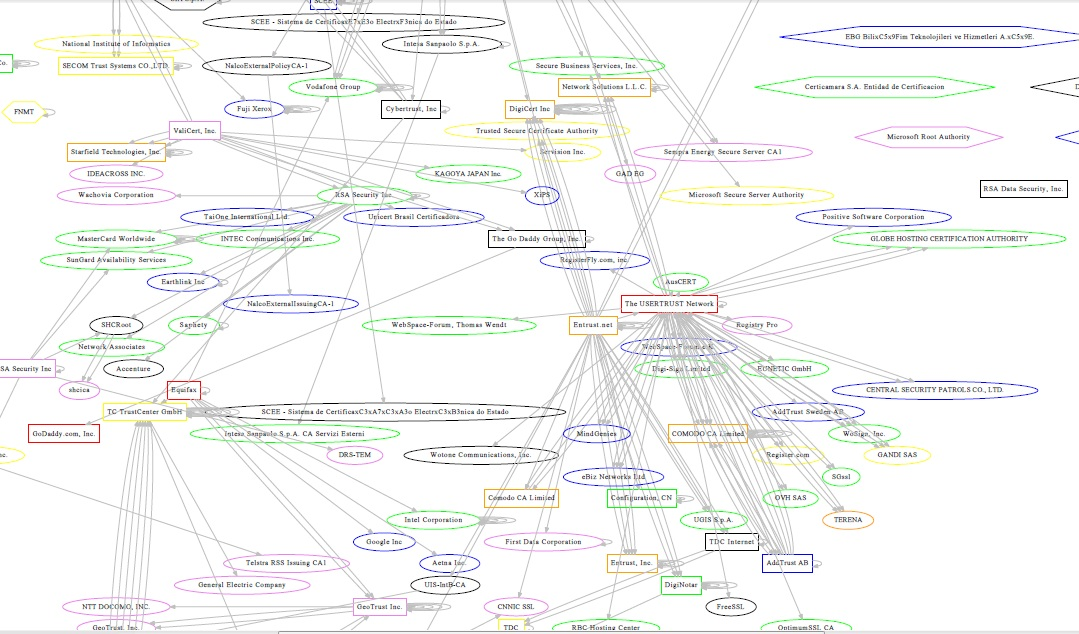 SCEE
SCEE - Sistema de CertificaxE7xE3o ElectrxF3nico do Estado
EBG BilixC5x9Fim Teknolojileri ve Hizmetleri A.xC5x9E.
National Institute of Informatics
Intesa Sanpaolo S.p.A.
Co.
SECOM Trust Systems CO.,LTD.
NalcoExternalPolicyCA-1
Secure Business Services, Inc.
Vodafone Group
Network Solutions L.L.C.
Certicamara S.A. Entidad de Certificacion
FNMT
Fuji Xerox
Cybertrust, Inc
DigiCert Inc
ValiCert, Inc.
Trusted Secure Certificate Authority
Microsoft Root Authority
Starfield Technologies, Inc.
Servision Inc.
Sempra Energy Secure Server CA1
IDEACROSS INC.
KAGOYA JAPAN Inc.
GAD EG
RSA Data Security, Inc.
Wachovia Corporation
RSA Security Inc.
XiPS
Microsoft Secure Server Authority
TaiOne International Ltd.
Unicert Brasil Certificadora
Positive Software Corporation
MasterCard Worldwide
INTEC Communications Inc.
The Go Daddy Group, Inc.
GLOBE HOSTING CERTIFICATION AUTHORITY
SunGard Availability Services
RegisterFly.com, inc.
Earthlink Inc
AusCERT
NalcoExternalIssuingCA-1
The USERTRUST Network
SHCRoot
Saphety
WebSpace-Forum, Thomas Wendt
Entrust.net
Registry Pro
Network Associates
SA Security Inc
Accenture
Digi-Sign Limited
EUNETIC GmbH
sheica
Equifax
CENTRAL SECURITY PATROLS CO., LTD.
TC TrustCenter GmbH
SCEE - Sistema de CertificaxC3xA7xC3xA3o ElectrxC3xB3nica do Estado
AddTrust Sweden AB
GoDaddy.com, Inc.
Intesa Sanpaolo S.p.A. CA Servizi Esterni
MindGenies
COMODO CA Limited
WoSign, Inc.
nc.
DRS-TEM
Wotone Communications, Inc.
Register.com
GANDI SAS
eBiz Networks Ltd
SGssl
Comodo CA Limited
Configuration, CN
OVH SAS
Intel Corporation
UGIS S.p.A.
TERENA
Google Inc
First Data Corporation
TDC Internet
Telstra RSS Issuing CA1
Aetna Inc.
Entrust, Inc.
AddTrust AB
General Electric Company
UIS-IntB-CA
DigiNotar
NTT DOCOMO, INC.
GeoTrust Inc.
CNNIC SSL
FreeSSL
GeoTrust, Inc.
TDC
RBC Hosting Center
OptimumSSL CA